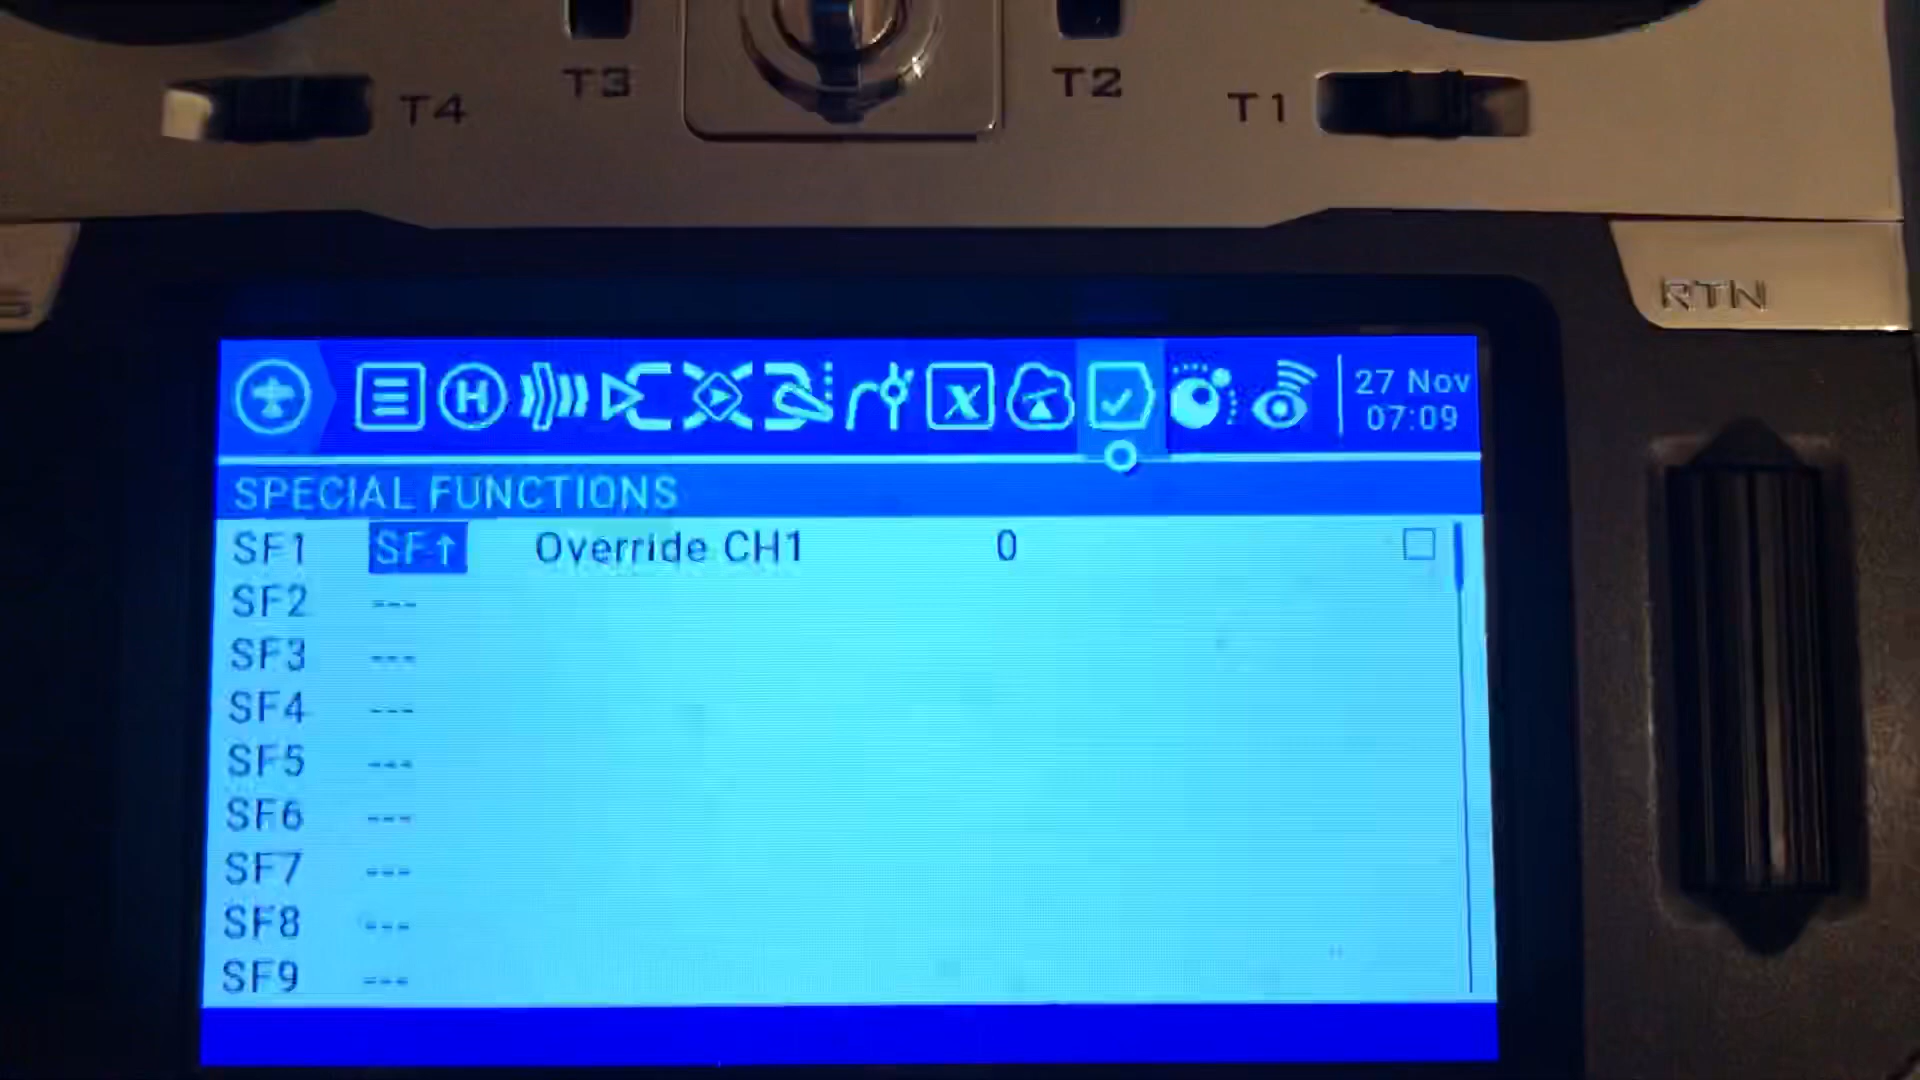 T4
T3
T2
T1
RTN
27 Nov
07:09
SPECIAL FUNCTIONS
SF1 SF↑ Override CH1 0
SF2 ---
SF3 ---
SF4 ---
SF5 ---
SF6 ---
SF7 ---
SF8 ---
SF9 ---